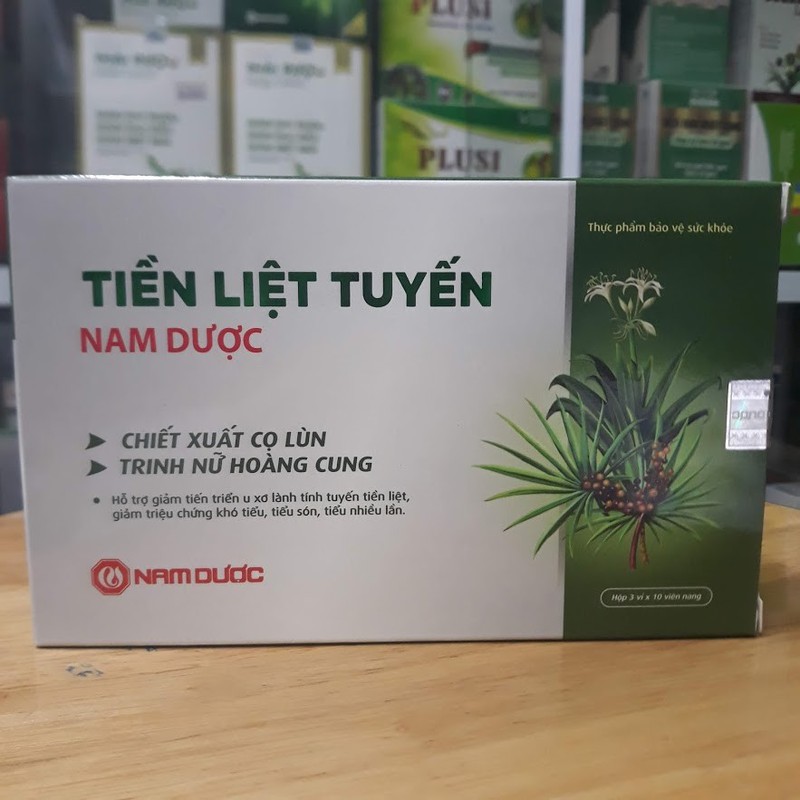 PLUSI
PLUSI
Thực phẩm bảo vệ sức khỏe
TIỀN LIỆT TUYẾN
NAM DƯỢC
CHIẾT XUẤT CỌ LÙN
TRINH NỮ HOÀNG CUNG
• Hỗ trợ giảm tiến triển u xơ lành tính tuyến tiền liệt,
giảm triệu chứng khó tiểu, tiểu són, tiểu nhiều lần.
NAM DƯỢC
Hộp 3 vỉ x 10 viên nang